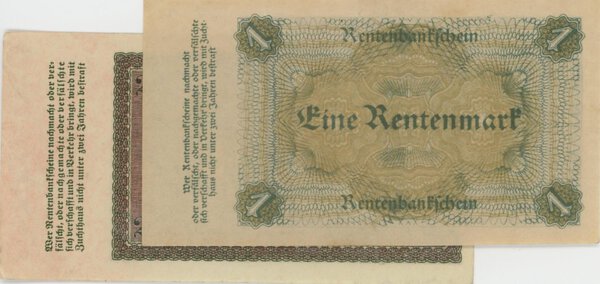 Wer Rentenbankscheine nachmacht oder ver-
fälscht, oder nachgemachte oder verfälschte
sich verschafft und in Verkehr bringt, wird mit
Zuchthaus nicht unter zwei Jahren bestraft
Wer Rentenbankscheine nachmacht
oder verfälscht, oder nachgemachte oder verfälschte
sich verschafft und in Verkehr bringt, wird mit Zucht-
haus nicht unter zwei Jahren bestraft
1 Rentenbankschein 1
Eine Rentenmark
1 Rentenbankschein 1